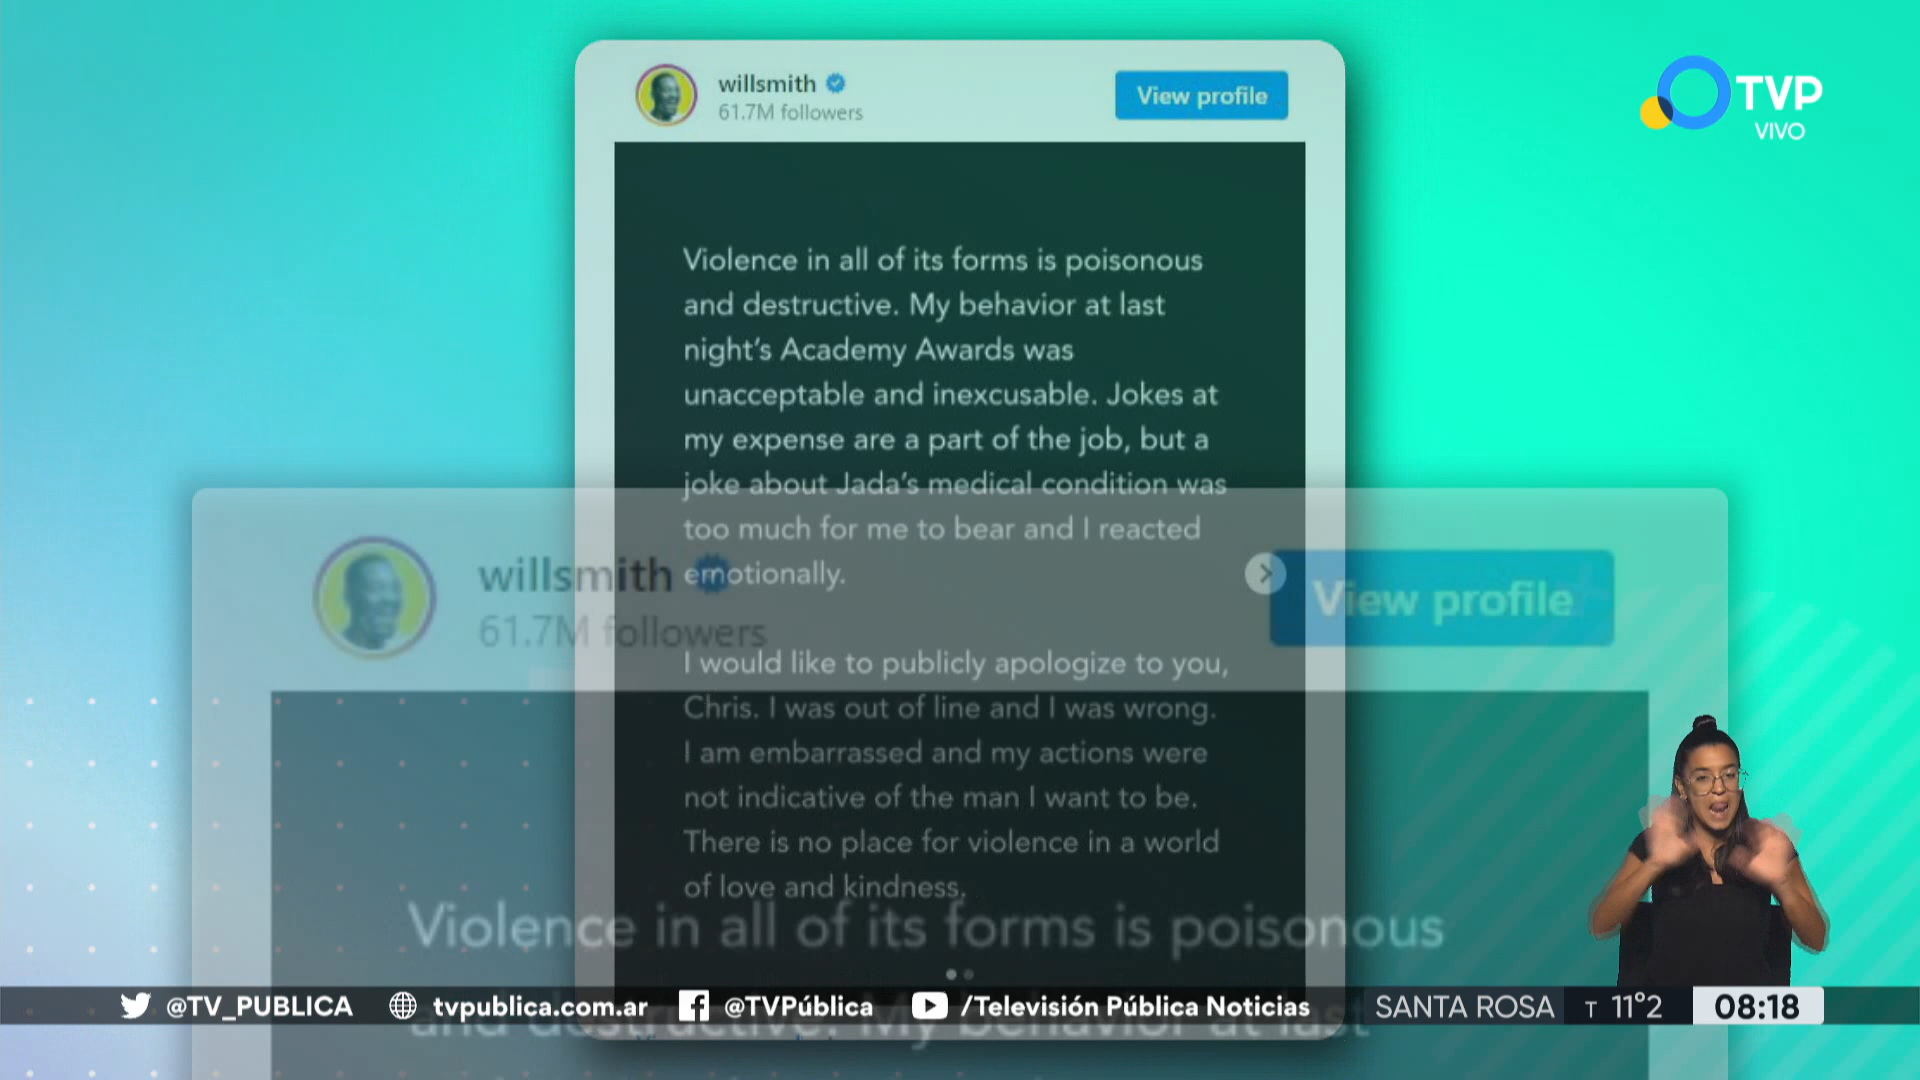 willsmith
61.7M followers
View profile
TVP
VIVO
Violence in all of its forms is poisonous
and destructive. My behavior at last
night's Academy Awards was
unacceptable and inexcusable. Jokes at
my expense are a part of the job, but a
joke about Jada's medical condition was
too much for me to bear and I reacted
emotionally.
I would like to publicly apologize to you,
Chris. I was out of line and I was wrong.
I am embarrassed and my actions were
not indicative of the man I want to be.
There is no place for violence in a world
of love and kindness.
willsmith
61.7M followers
View profile
Violence in all of its forms is poisonous
and destructive. My behavior at last
@TV_PUBLICA
tvpublica.com.ar
@TVPública
/Televisión Pública Noticias
SANTA ROSA
T 11°2
08:18